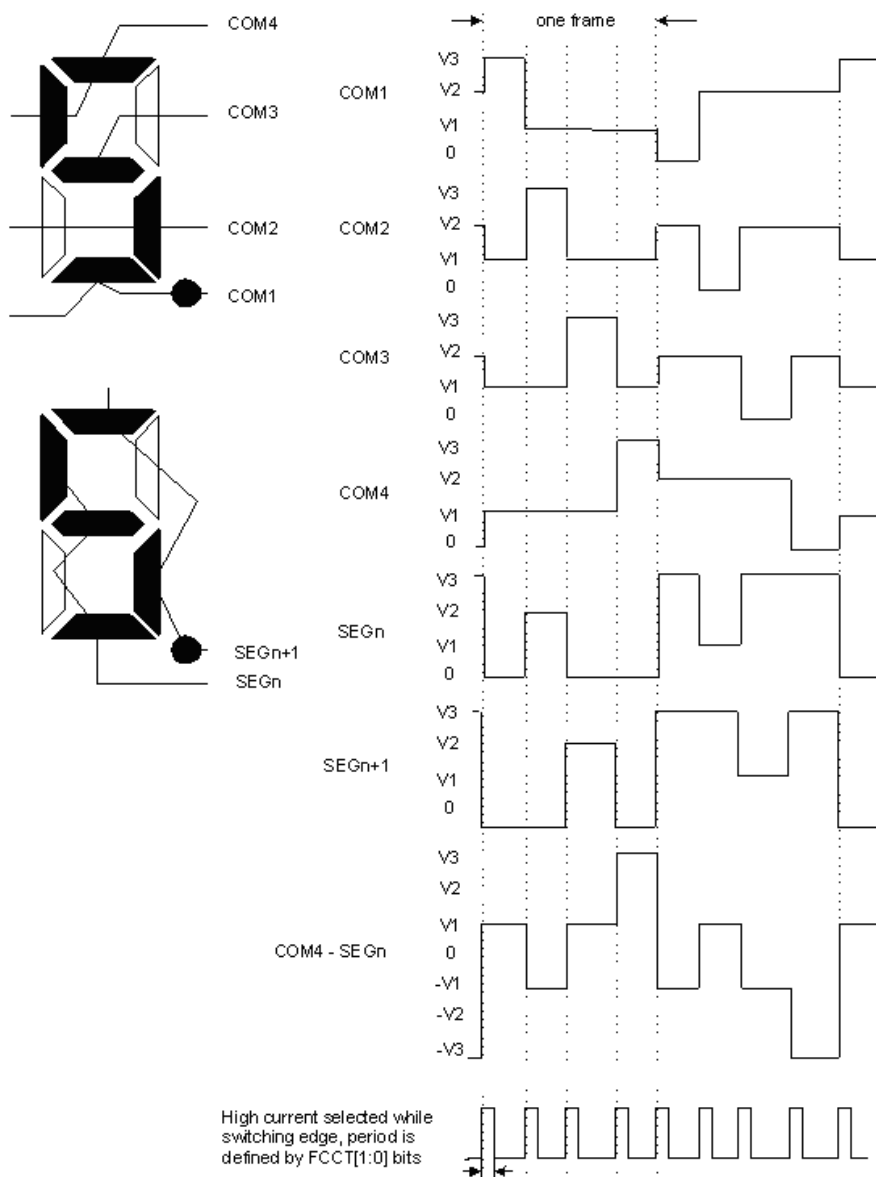 COM4
COM3
COM2
COM1
SEGn+1
SEGn
one frame
COM1
V3
V2
V1
0
COM2
V3
V2
V1
0
COM3
V3
V2
V1
0
COM4
V3
V2
V1
0
SEGn
V3
V2
V1
0
SEGn+1
V3
V2
V1
0
COM4 - SEGn
V3
V2
V1
0
-V1
-V2
-V3
High current selected while
switching edge, period is
defined by FCCT[1:0] bits